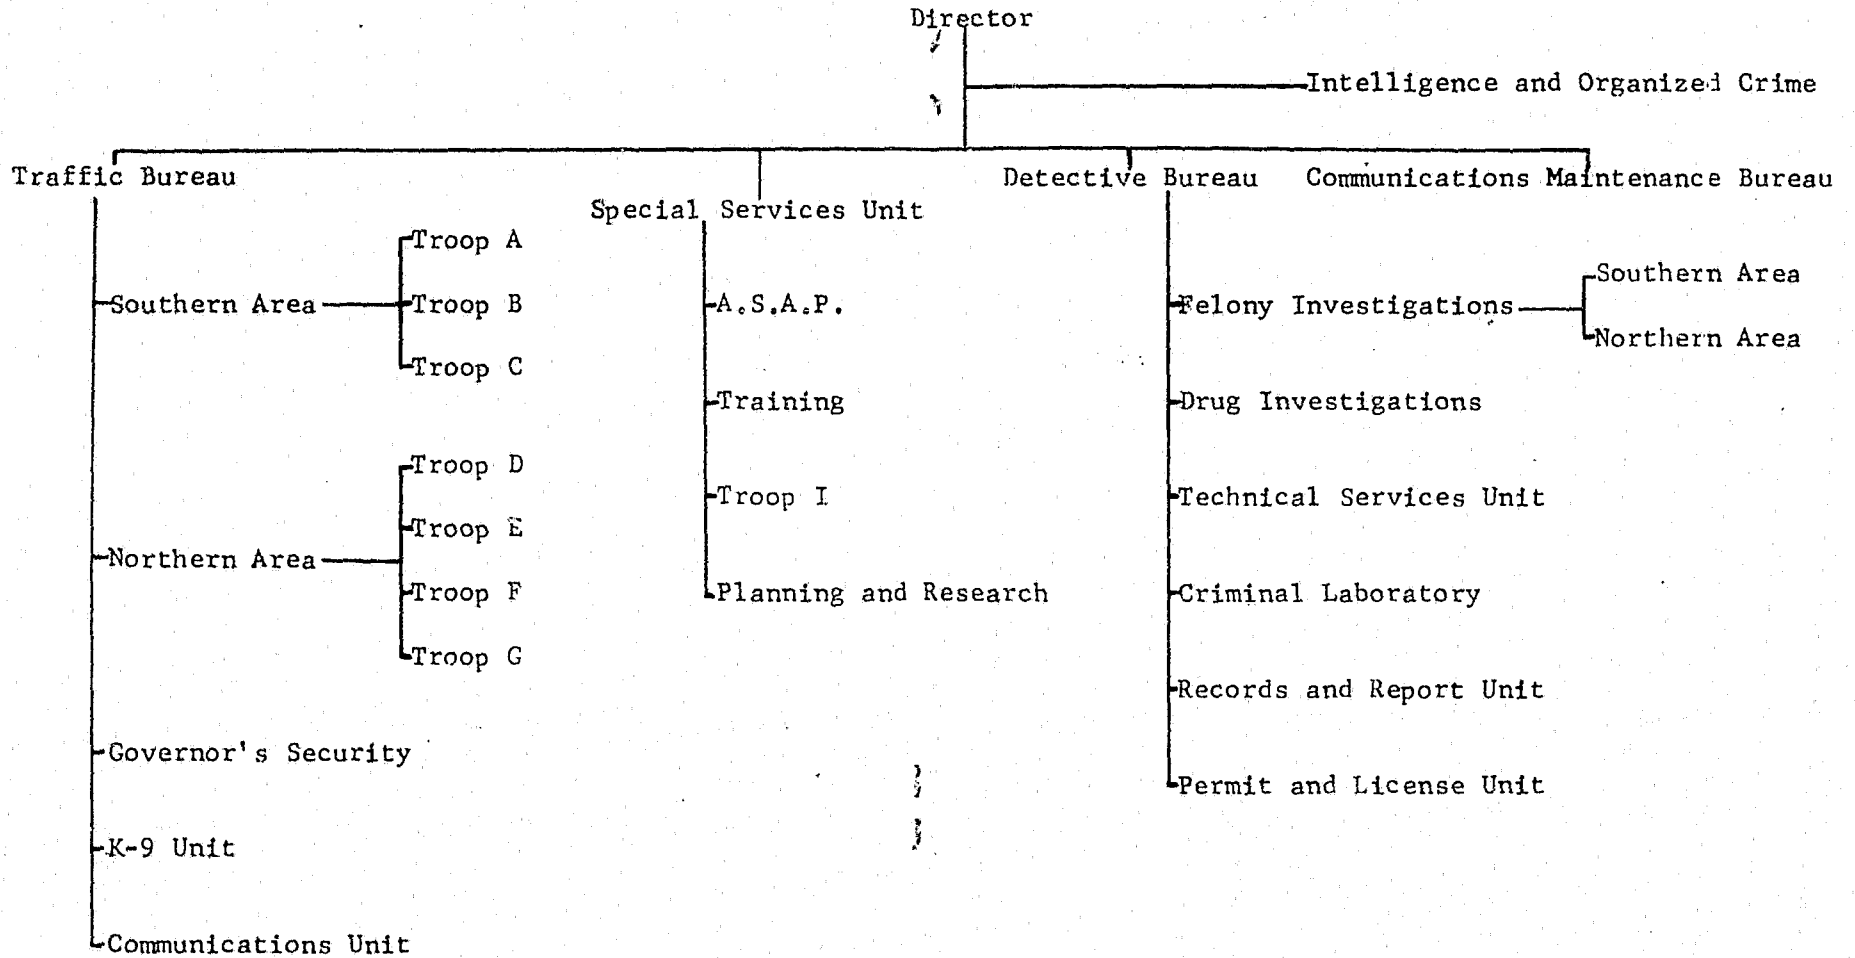 Director
Intelligence and Organized Crime
Traffic Bureau
Special Services Unit
Detective Bureau
Communications Maintenance Bureau
Southern Area
Troop A
Troop B
Troop C
Northern Area
Troop D
Troop E
Troop F
Troop G
Governor's Security
K-9 Unit
Communications Unit
A.S.A.P.
Training
Troop I
Planning and Research
Felony Investigations
Southern Area
Northern Area
Drug Investigations
Technical Services Unit
Criminal Laboratory
Records and Report Unit
Permit and License Unit